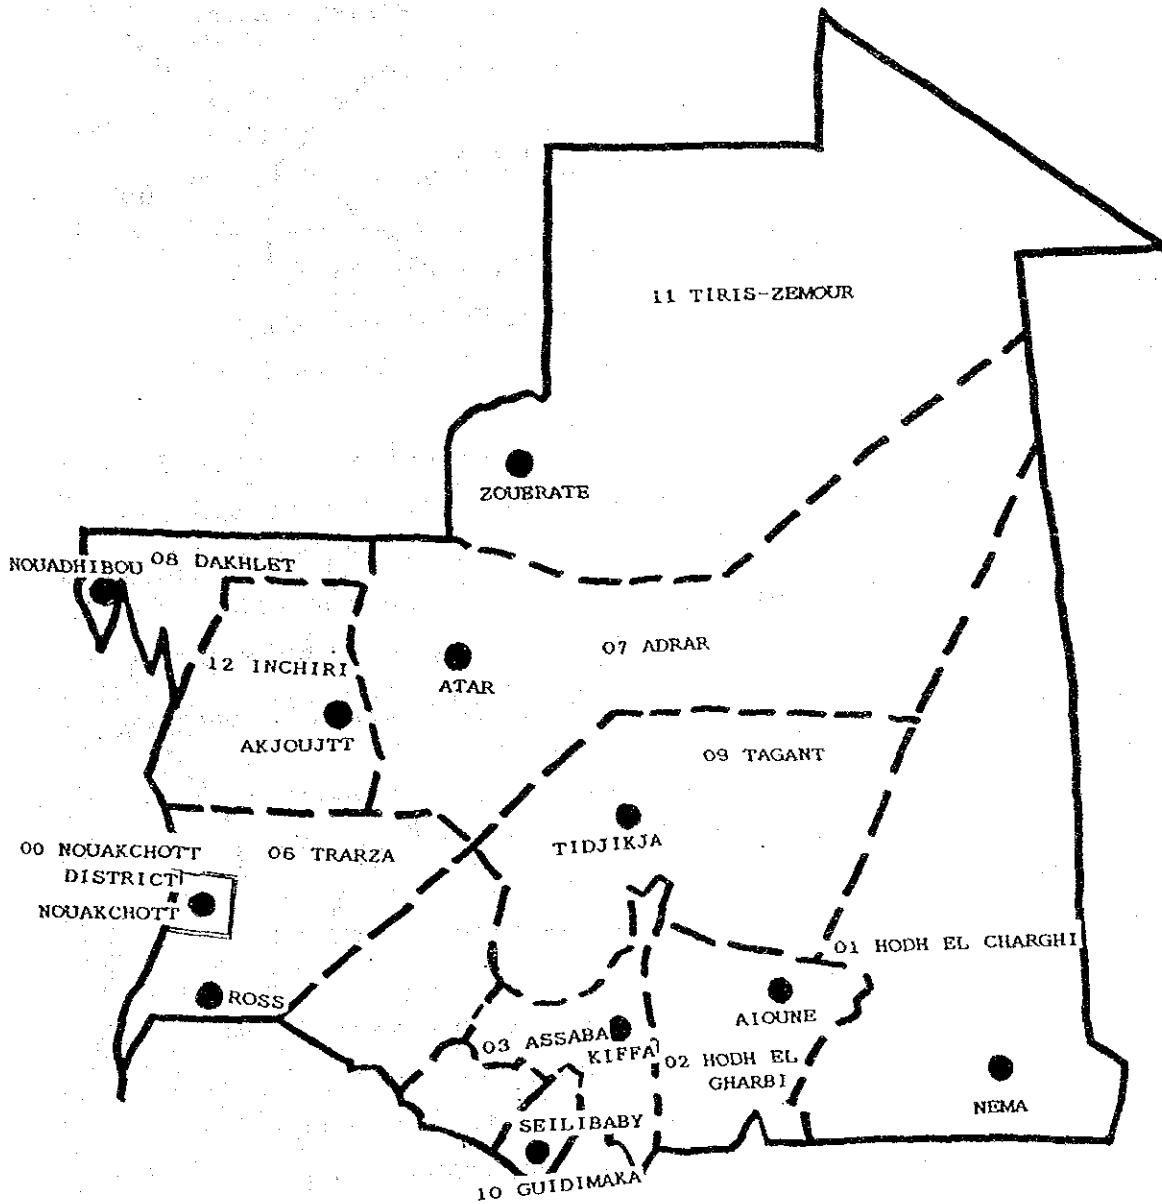 11 TIRIS-ZEMOUR
ZOUERATE
NOUADHIBOU
08 DAKHLET
12 INCHIRI
07 ADRAR
ATAR
AKJOUJTT
09 TAGANT
00 NOUAKCHOTT
DISTRICT
06 TRARZA
TIDJIKJA
NOUAKCHOTT
01 HODH EL CHARGHI
ROSS
AIOUNE
03 ASSABA
KIFFA
02 HODH EL
GHARBI
NEMA
SEILIBABY
10 GUIDIMAKA